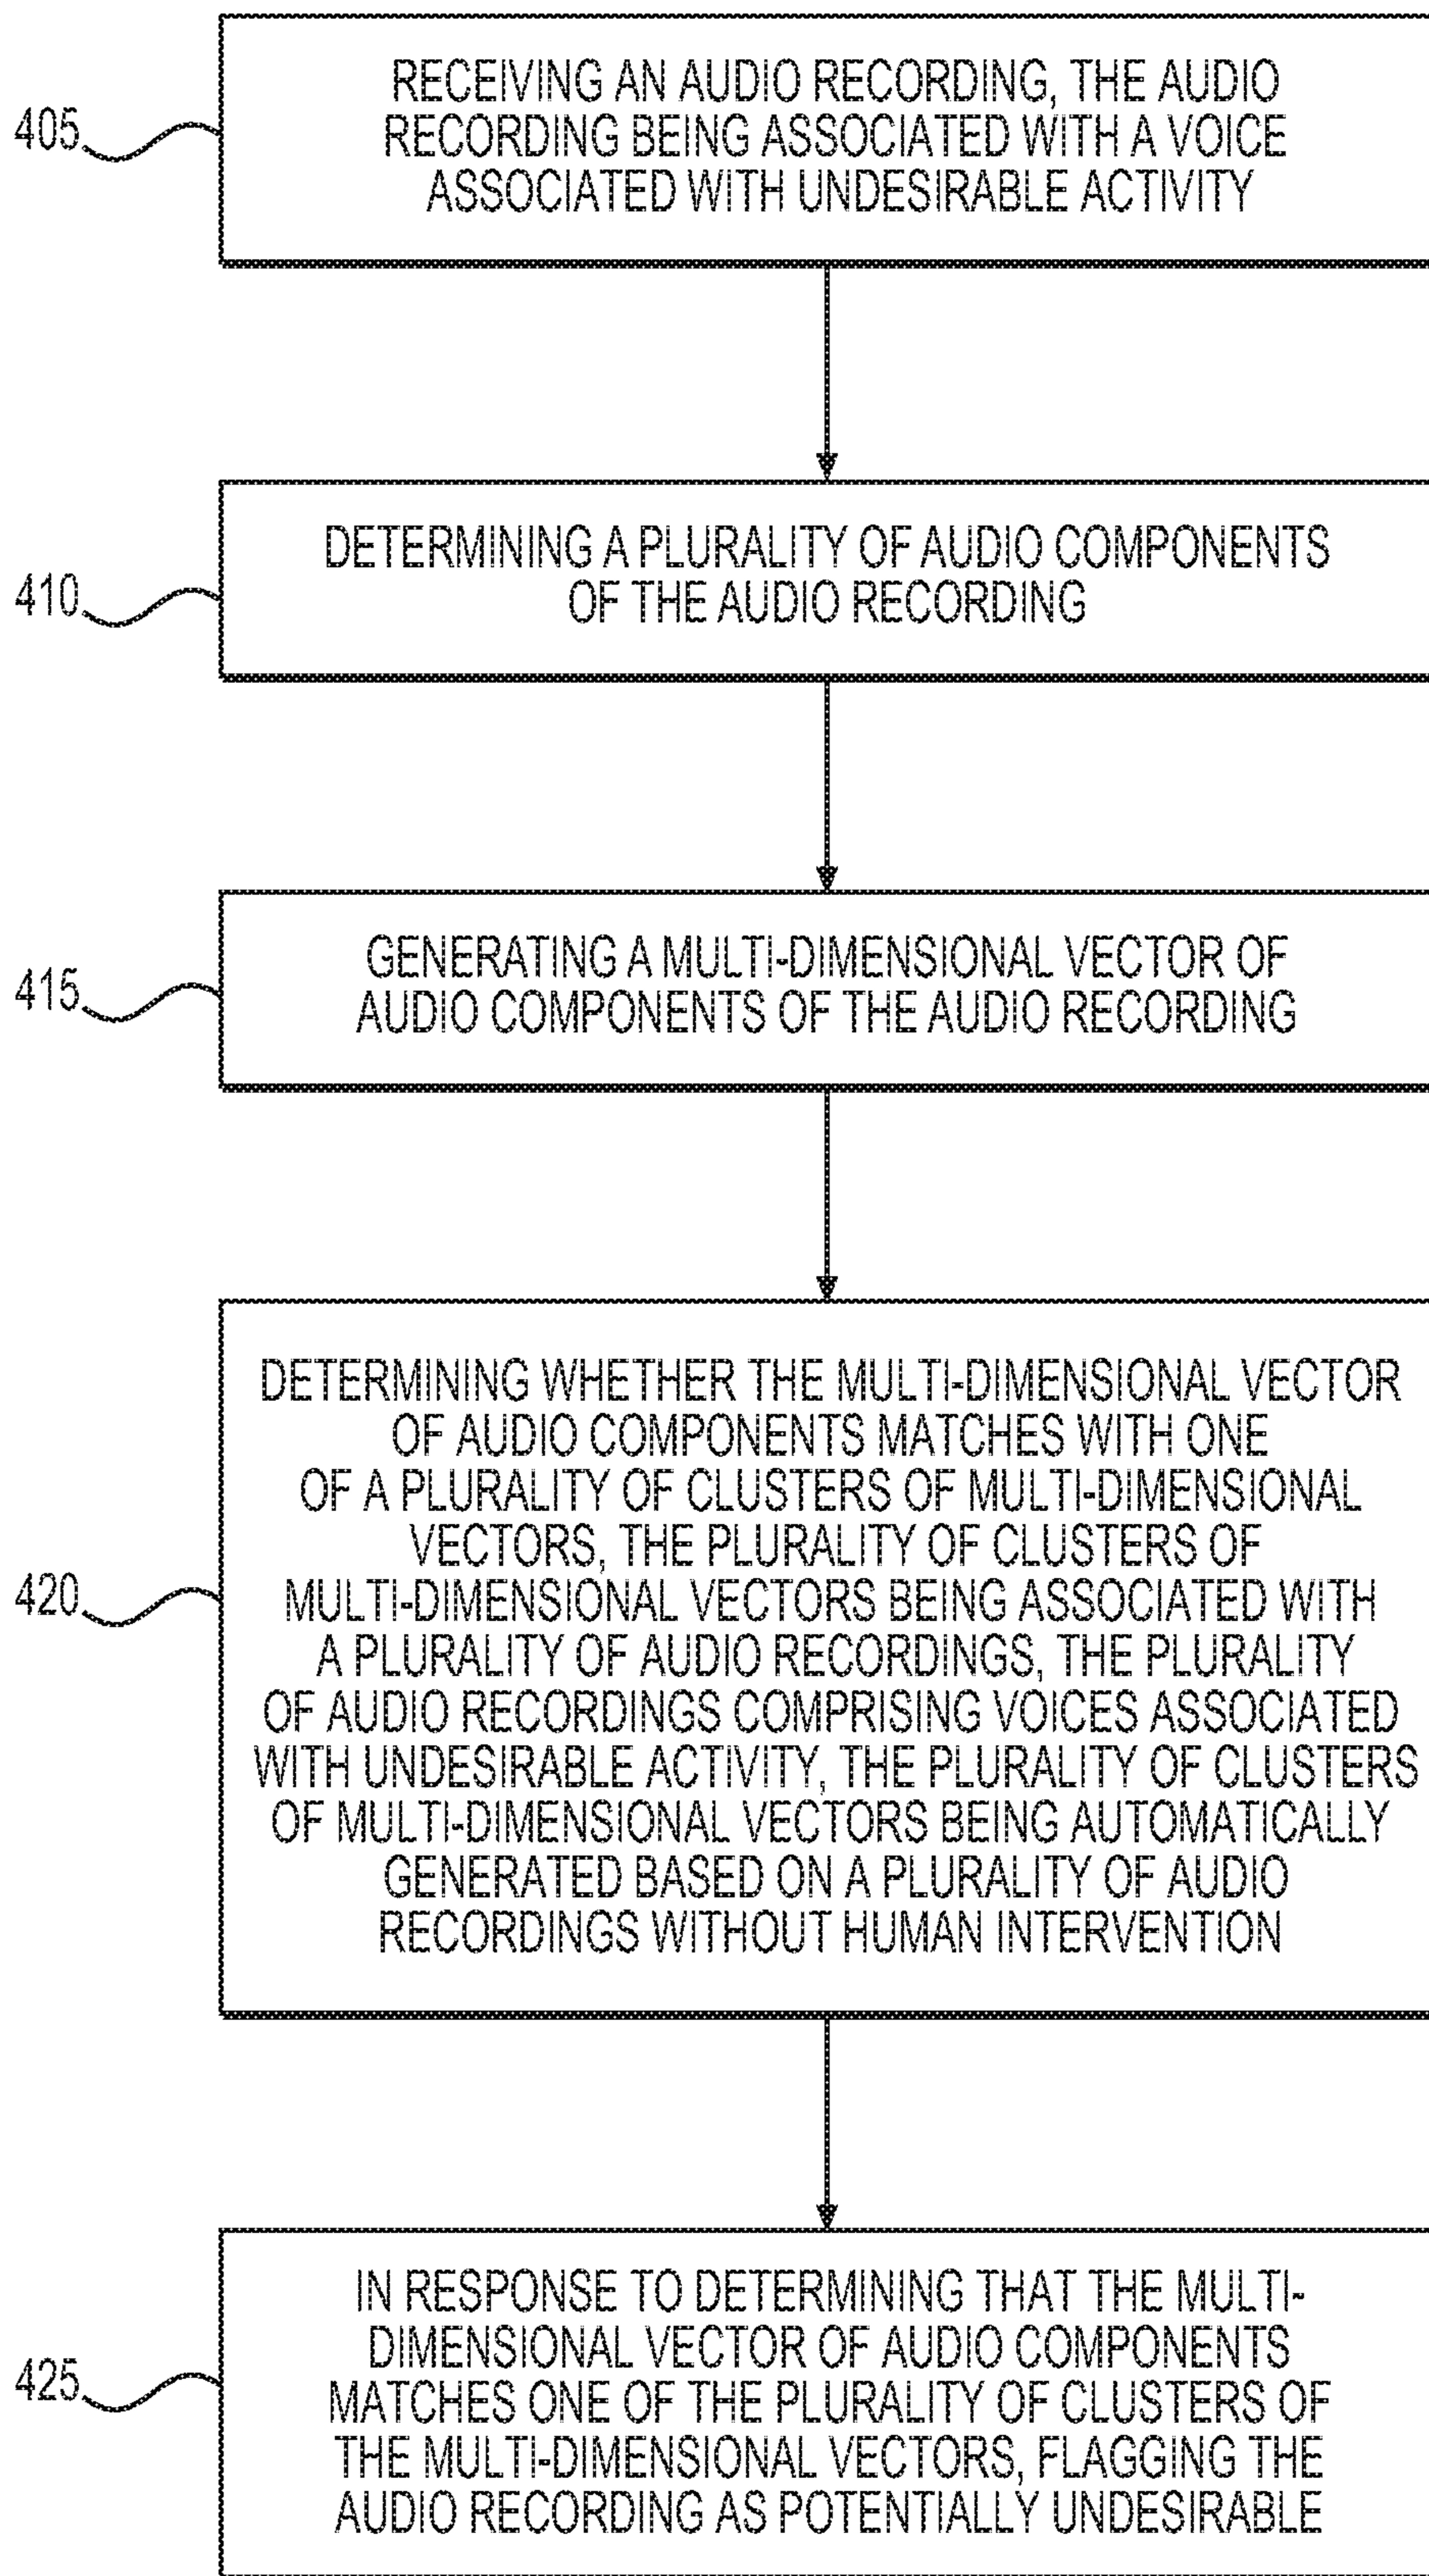 405
RECEIVING AN AUDIO RECORDING, THE AUDIO
RECORDING BEING ASSOCIATED WITH A VOICE
ASSOCIATED WITH UNDESIRABLE ACTIVITY
410
DETERMINING A PLURALITY OF AUDIO COMPONENTS
OF THE AUDIO RECORDING
415
GENERATING A MULTI-DIMENSIONAL VECTOR OF
AUDIO COMPONENTS OF THE AUDIO RECORDING
420
DETERMINING WHETHER THE MULTI-DIMENSIONAL VECTOR
OF AUDIO COMPONENTS MATCHES WITH ONE
OF A PLURALITY OF CLUSTERS OF MULTI-DIMENSIONAL
VECTORS, THE PLURALITY OF CLUSTERS OF
MULTI-DIMENSIONAL VECTORS BEING ASSOCIATED WITH
A PLURALITY OF AUDIO RECORDINGS, THE PLURALITY
OF AUDIO RECORDINGS COMPRISING VOICES ASSOCIATED
WITH UNDESIRABLE ACTIVITY, THE PLURALITY OF CLUSTERS
OF MULTI-DIMENSIONAL VECTORS BEING AUTOMATICALLY
GENERATED BASED ON A PLURALITY OF AUDIO
RECORDINGS WITHOUT HUMAN INTERVENTION
425
IN RESPONSE TO DETERMINING THAT THE MULTI-
DIMENSIONAL VECTOR OF AUDIO COMPONENTS
MATCHES ONE OF THE PLURALITY OF CLUSTERS OF
THE MULTI-DIMENSIONAL VECTORS, FLAGGING THE
AUDIO RECORDING AS POTENTIALLY UNDESIRABLE